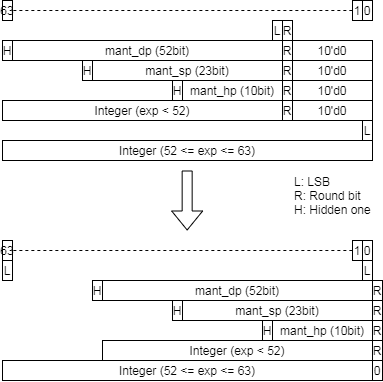 63 1 0
L R
H mant_dp (52bit) R 10'd0
H mant_sp (23bit) R 10'd0
H mant_hp (10bit) R 10'd0
Integer (exp < 52) R 10'd0
L
Integer (52 <= exp <= 63)
L: LSB
R: Round bit
H: Hidden one
63 1 0
L L
H mant_dp (52bit) R
H mant_sp (23bit) R
H mant_hp (10bit) R
Integer (exp < 52) R
Integer (52 <= exp <= 63) 0